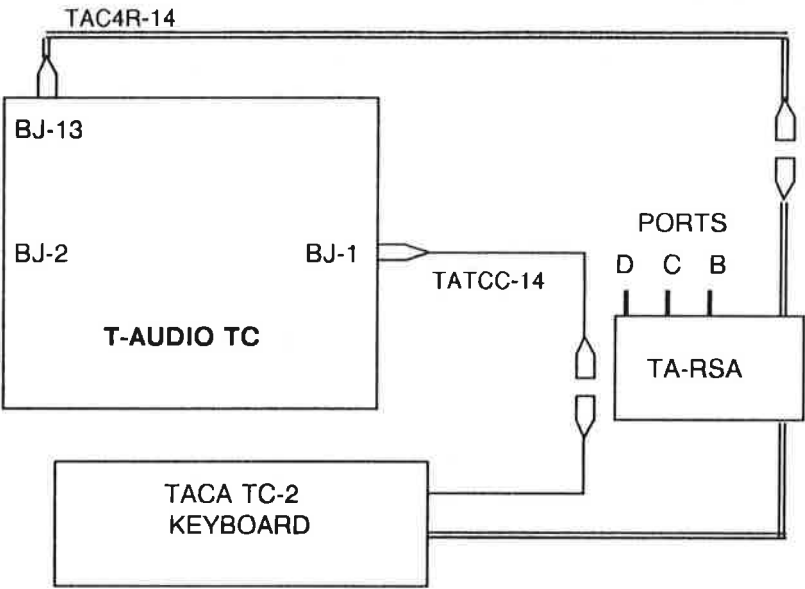 TAC4R-14
BJ-13
BJ-2
BJ-1
TATCC-14
T-AUDIO TC
PORTS
D C B
TA-RSA
TACA TC-2
KEYBOARD